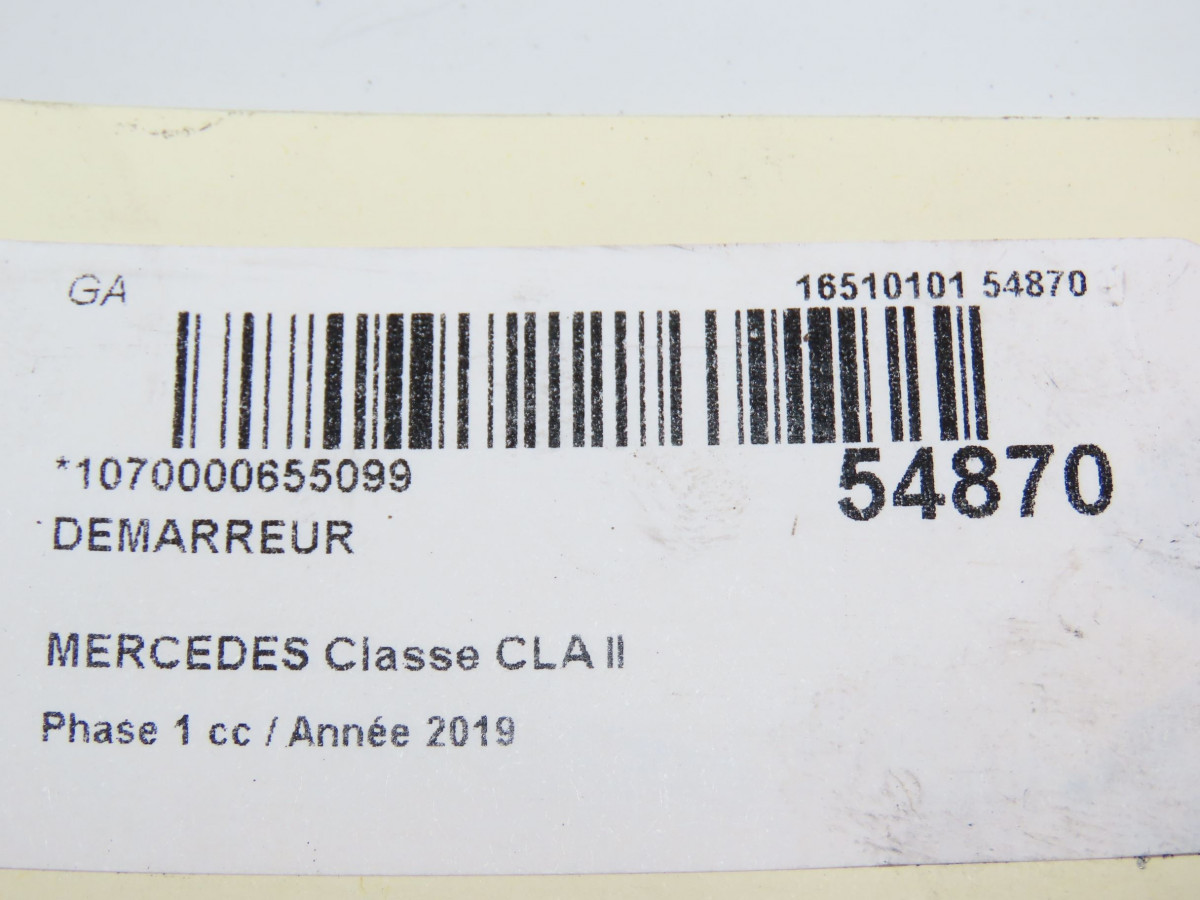 GA
16510101 54870
*1070000655099
54870
DEMARREUR
MERCEDES Classe CLA II
Phase 1 cc / Année 2019